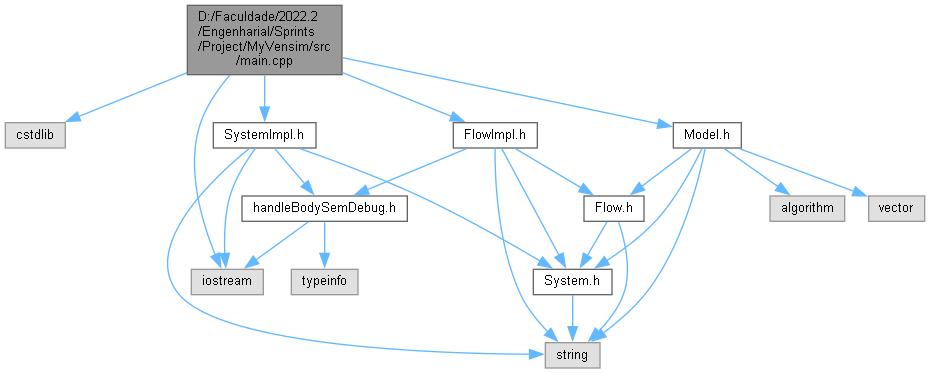 D:/Faculdade/2022.2
/Engenharial/Sprints
/Project/MyVensim/src
/main.cpp
cstdlib
SystemImpl.h
FlowImpl.h
Model.h
handleBodySemDebug.h
Flow.h
algorithm
vector
iostream
typeinfo
System.h
string